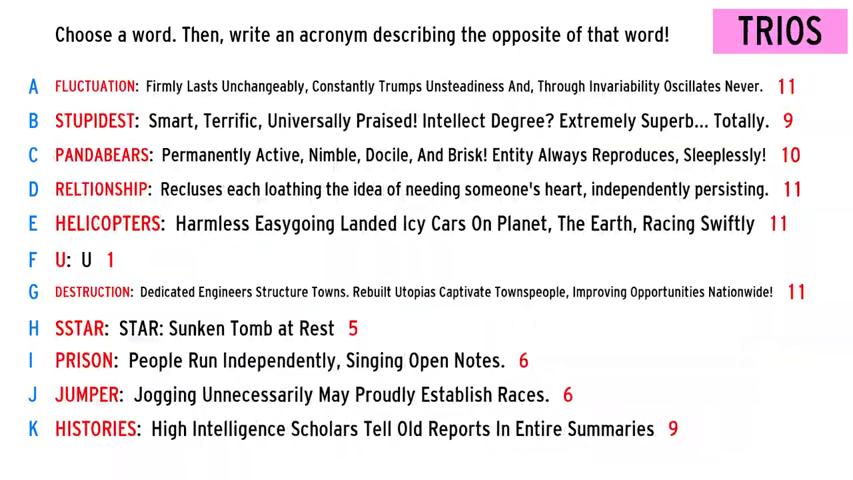 Choose a word. Then, write an acronym describing the opposite of that word!
TRIOS
A FLUCTUATION: Firmly Lasts Unchangeably, Constantly Trumps Unsteadiness And, Through Invariability Oscillates Never. 11
B STUPIDEST: Smart, Terrific, Universally Praised! Intellect Degree? Extremely Superb... Totally. 9
C PANDABEARS: Permanently Active, Nimble, Docile, And Brisk! Entity Always Reproduces, Sleeplessly! 10
D RELTIONSHIP: Recluses each loathing the idea of needing someone's heart, independently persisting. 11
E HELICOPTERS: Harmless Easygoing Landed Icy Cars On Planet, The Earth, Racing Swiftly 11
F U: U 1
G DESTRUCTION: Dedicated Engineers Structure Towns. Rebuilt Utopias Captivate Townspeople, Improving Opportunities Nationwide! 11
H SSTAR: STAR: Sunken Tomb at Rest 5
I PRISON: People Run Independently, Singing Open Notes. 6
J JUMPER: Jogging Unnecessarily May Proudly Establish Races. 6
K HISTORIES: High Intelligence Scholars Tell Old Reports In Entire Summaries 9